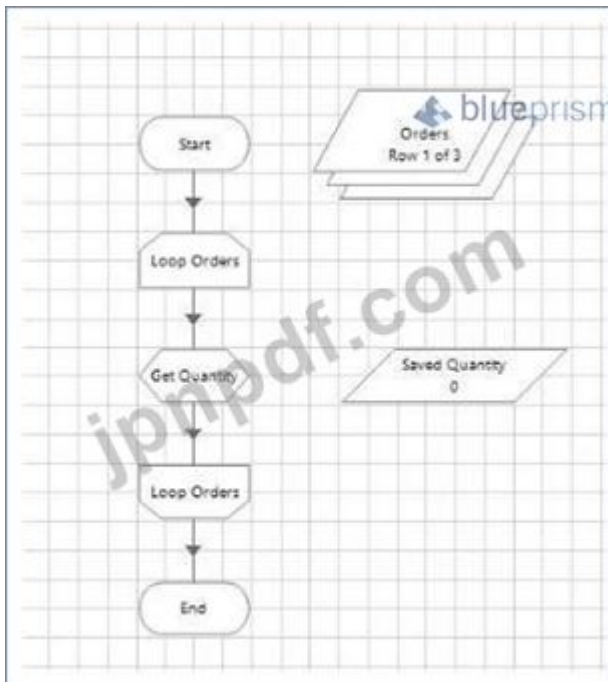 blueprism
Start
Orders
Row 1 of 3
Loop Orders
Get Quantity
Saved Quantity
0
Loop Orders
End
jpnpdf.com